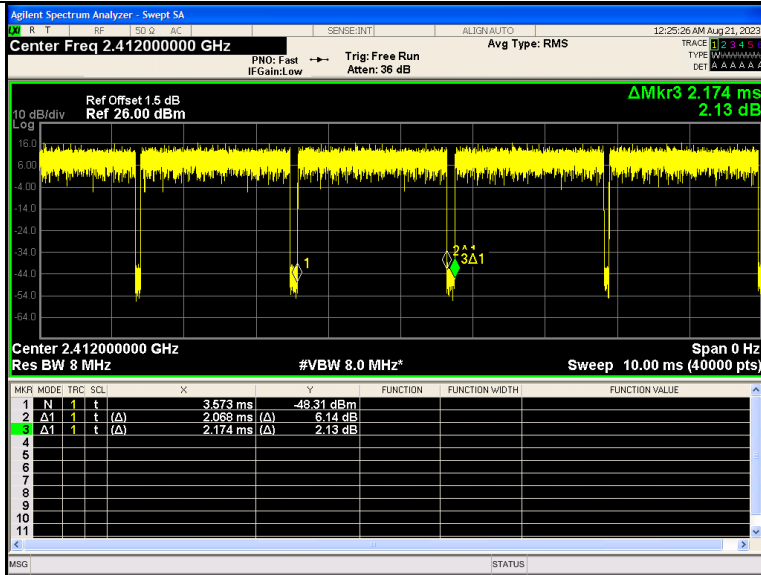 Agilent Spectrum Analyzer - Swept SA
LXI R T RF 50 Ω AC SENSE:INT ALIGN AUTO 12:25:26 AM Aug 21, 2023
Center Freq 2.412000000 GHz
Avg Type: RMS
TRACE 1 2 3 4 5 6
PNO: Fast Trig: Free Run
TYPE
IFGain:Low Atten: 36 dB
DET A A A A A A
ΔMkr3 2.174 ms
2.13 dB
Ref Offset 1.5 dB
10 dB/div Ref 26.00 dBm
Log
16.0
6.00
-4.00
-14.0
-24.0
-34.0
-44.0
-54.0
-64.0
1
2Δ1
3Δ1
Center 2.412000000 GHz Span 0 Hz
Res BW 8 MHz #VBW 8.0 MHz* Sweep 10.00 ms (40000 pts)
MKR MODE TRC SCL X Y FUNCTION FUNCTION WIDTH FUNCTION VALUE
1 N 1 t 3.573 ms -48.31 dBm
2 Δ1 1 t (Δ) 2.068 ms (Δ) 6.14 dB
3 Δ1 1 t (Δ) 2.174 ms (Δ) 2.13 dB
4
5
6
7
8
9
10
11
MSG STATUS